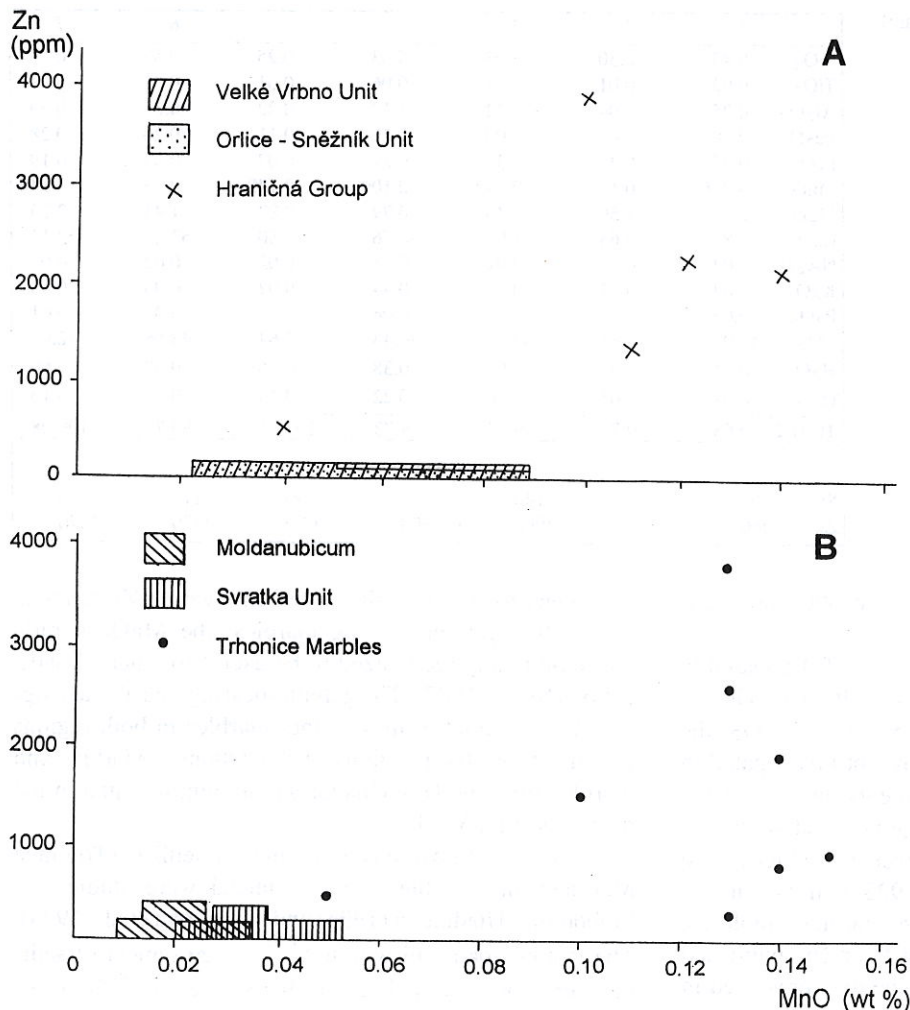 Zn
(ppm)
A
4000
3000
2000
1000
0
Velké Vrbno Unit
Orlice - Sněžník Unit
Hraničná Group
B
4000
3000
2000
1000
Moldanubicum
Svratka Unit
Trhonice Marbles
0 0.02 0.04 0.06 0.08 0.10 0.12 0.14 0.16
MnO (wt %)